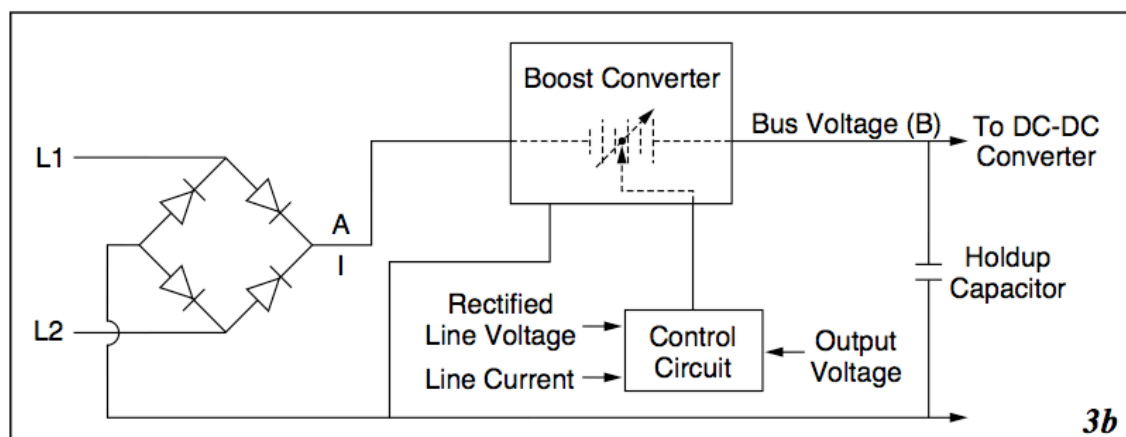 Boost Converter
Bus Voltage (B)
To DC-DC
Converter
L1
A
I
L2
Holdup
Capacitor
Rectified
Line Voltage
Line Current
Control
Circuit
Output
Voltage
3b